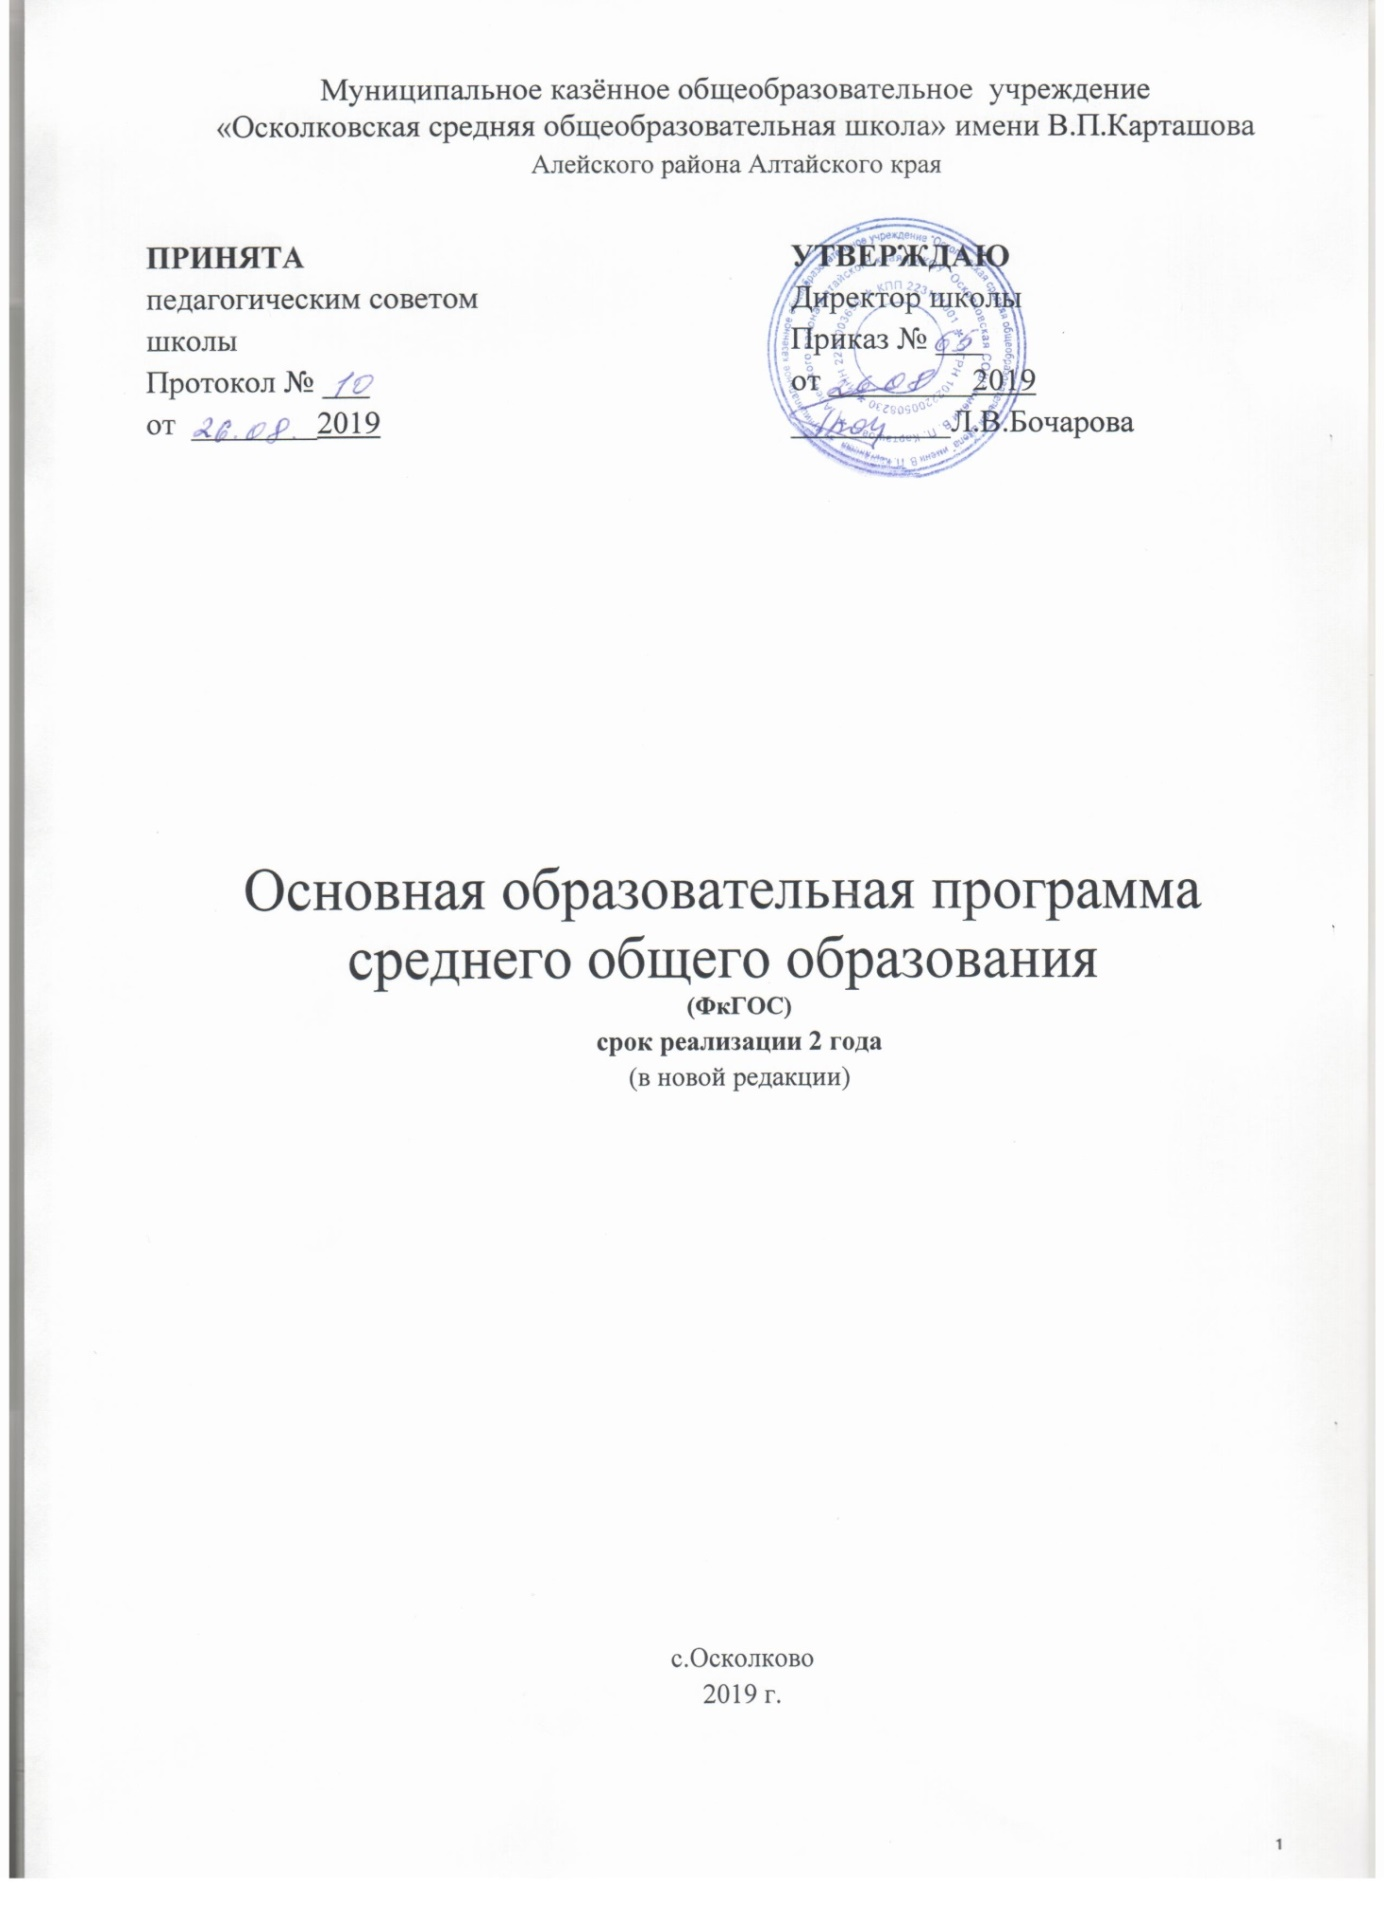 Муниципальное казённое общеобразовательное учреждение
«Осколковская средняя общеобразовательная школа» имени В.П.Карташова
Алейского района Алтайского края
ПРИНЯТА
педагогическим советом
школы
Протокол № 10
от 26.08. 2019
УТВЕРЖДАЮ
Директор школы
Приказ №
от 26.08 2019
Л.В.Бочарова
Основная образовательная программа
среднего общего образования
(ФкГОС)
срок реализации 2 года
(в новой редакции)
с.Осколково
2019 г.
1